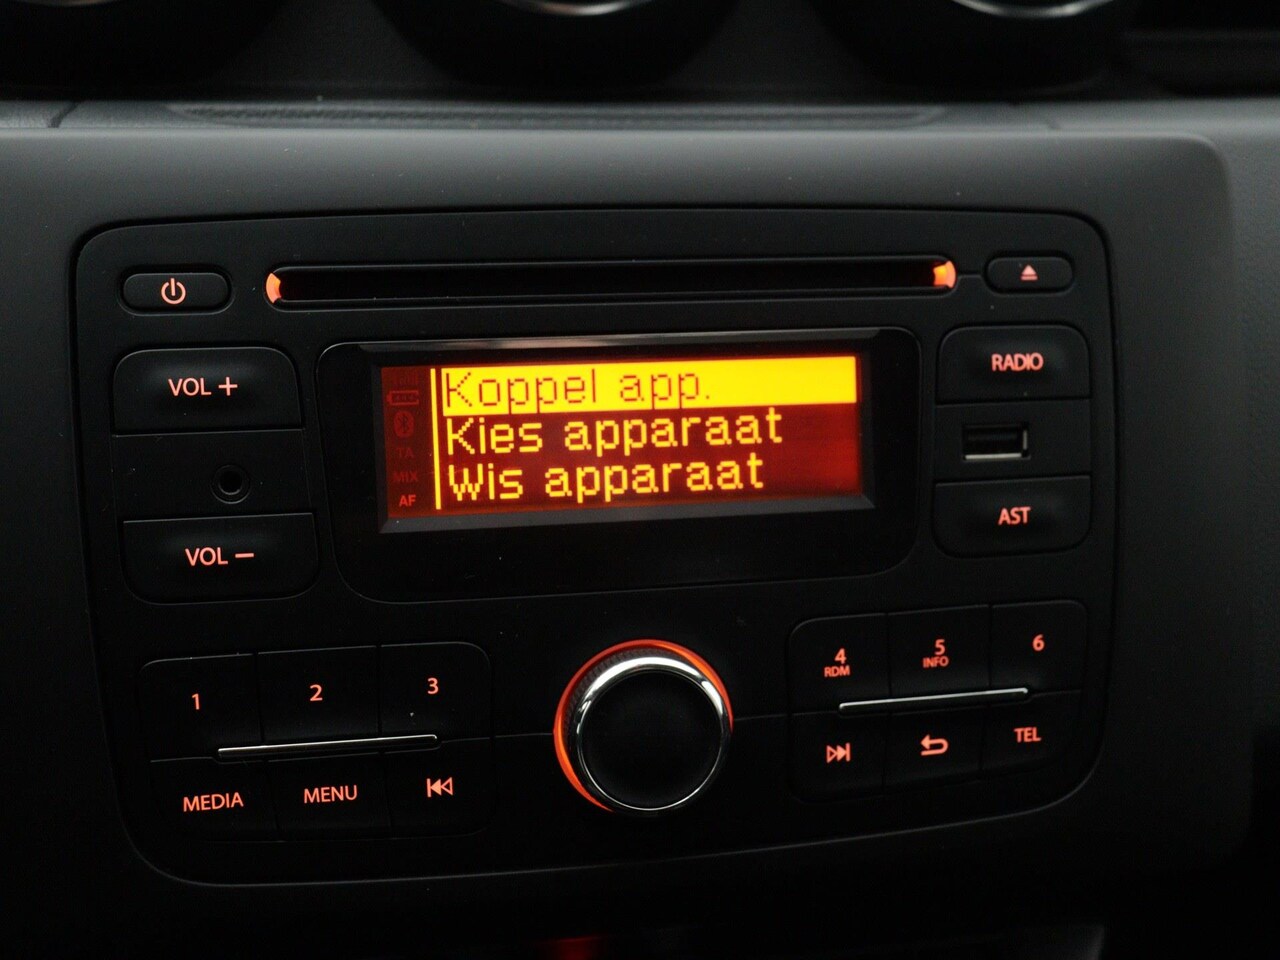 VOL +
VOL −
Koppel app.
Kies apparaat
Wis apparaat
TA
MIX
AF
RADIO
AST
1
2
3
MEDIA
MENU
4
RDM
5
INFO
6
TEL